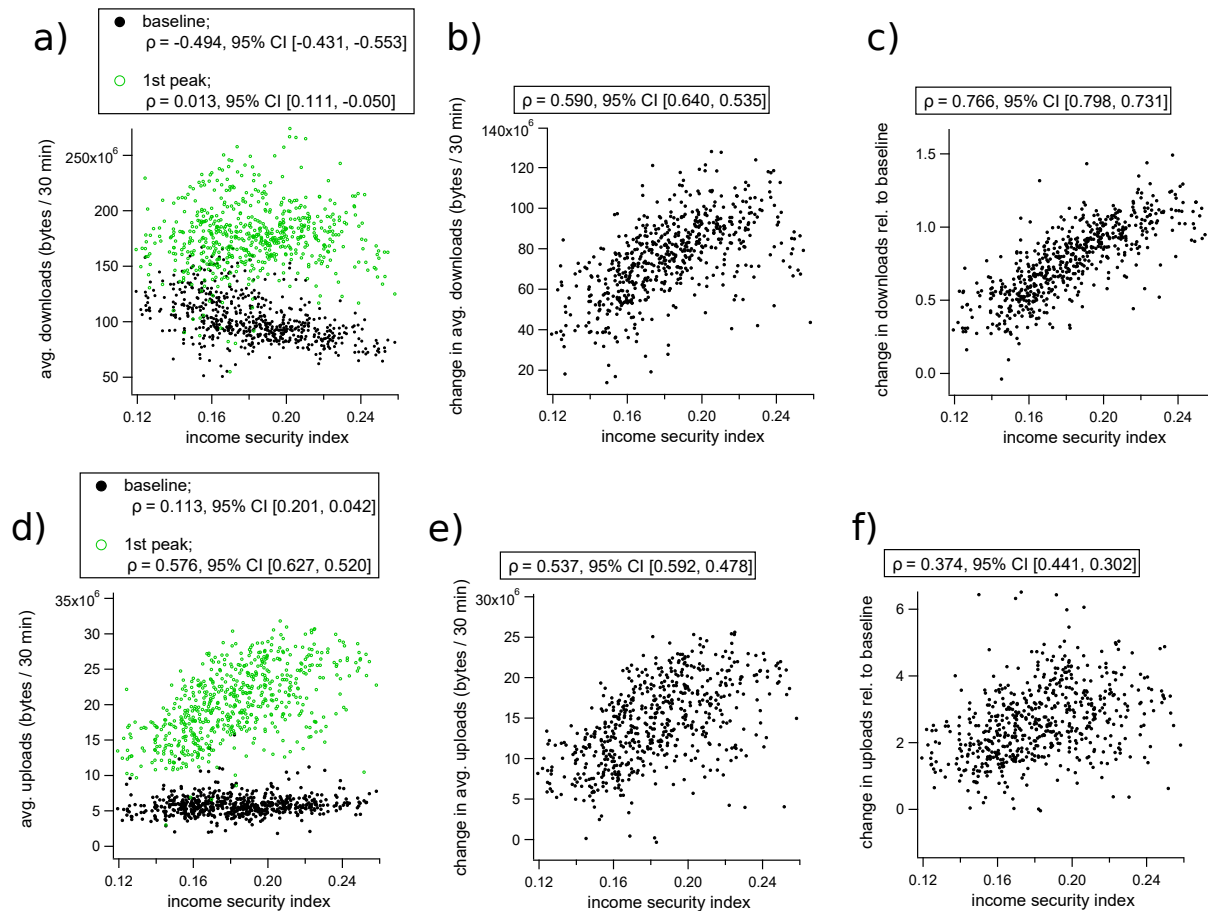 a)
baseline;
ρ = -0.494, 95% CI [-0.431, -0.553]
1st peak;
ρ = 0.013, 95% CI [0.111, -0.050]
avg. downloads (bytes / 30 min)
250x10⁶
200
150
100
50
0.12 0.16 0.20 0.24
income security index
b)
ρ = 0.590, 95% CI [0.640, 0.535]
change in avg. downloads (bytes / 30 min)
140x10⁶
120
100
80
60
40
20
0.12 0.16 0.20 0.24
income security index
c)
ρ = 0.766, 95% CI [0.798, 0.731]
change in downloads rel. to baseline
1.5
1.0
0.5
0.0
0.12 0.16 0.20 0.24
income security index
d)
baseline;
ρ = 0.113, 95% CI [0.201, 0.042]
1st peak;
ρ = 0.576, 95% CI [0.627, 0.520]
avg. uploads (bytes / 30 min)
35x10⁶
30
25
20
15
10
5
0
0.12 0.16 0.20 0.24
income security index
e)
ρ = 0.537, 95% CI [0.592, 0.478]
change in avg. uploads (bytes / 30 min)
30x10⁶
25
20
15
10
5
0
0.12 0.16 0.20 0.24
income security index
f)
ρ = 0.374, 95% CI [0.441, 0.302]
change in uploads rel. to baseline
6
4
2
0
0.12 0.16 0.20 0.24
income security index